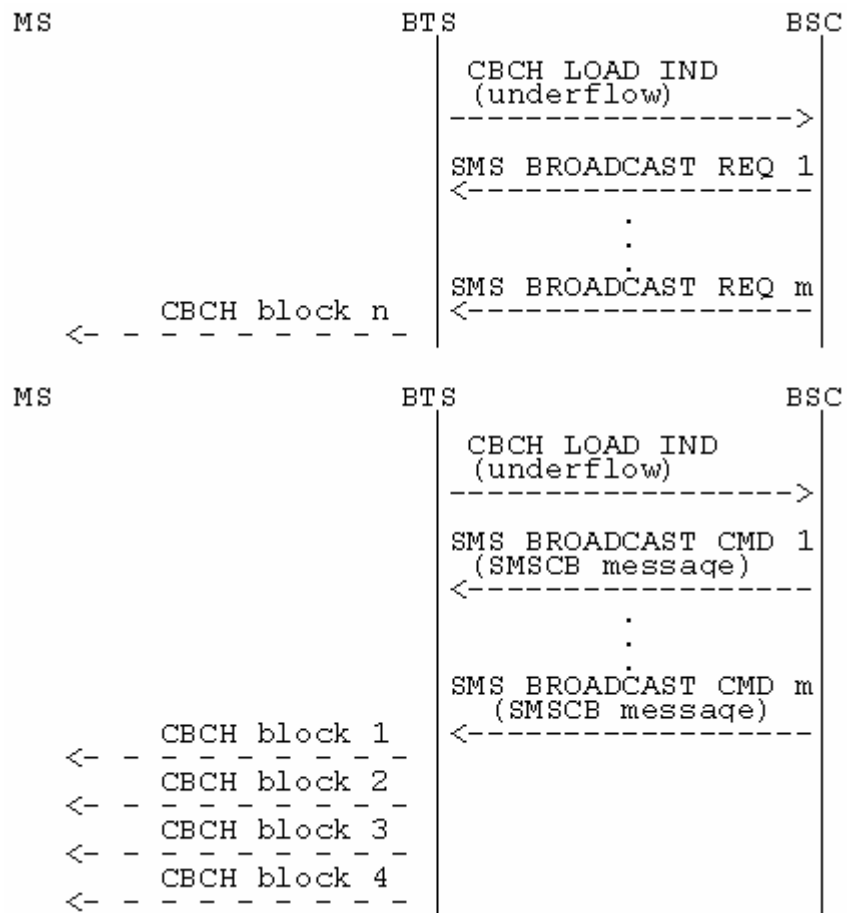 MS BTS BSC
CBCH LOAD IND
(underflow)
------------------->
SMS BROADCAST REQ 1
<-------------------
.
.
.
SMS BROADCAST REQ m
CBCH block n <-------------------
<- - - - - - - - -
MS BTS BSC
CBCH LOAD IND
(underflow)
------------------->
SMS BROADCAST CMD 1
(SMSCB message)
<-------------------
.
.
.
SMS BROADCAST CMD m
(SMSCB message)
CBCH block 1 <-------------------
<- - - - - - - - -
CBCH block 2
<- - - - - - - - -
CBCH block 3
<- - - - - - - - -
CBCH block 4
<- - - - - - - - -